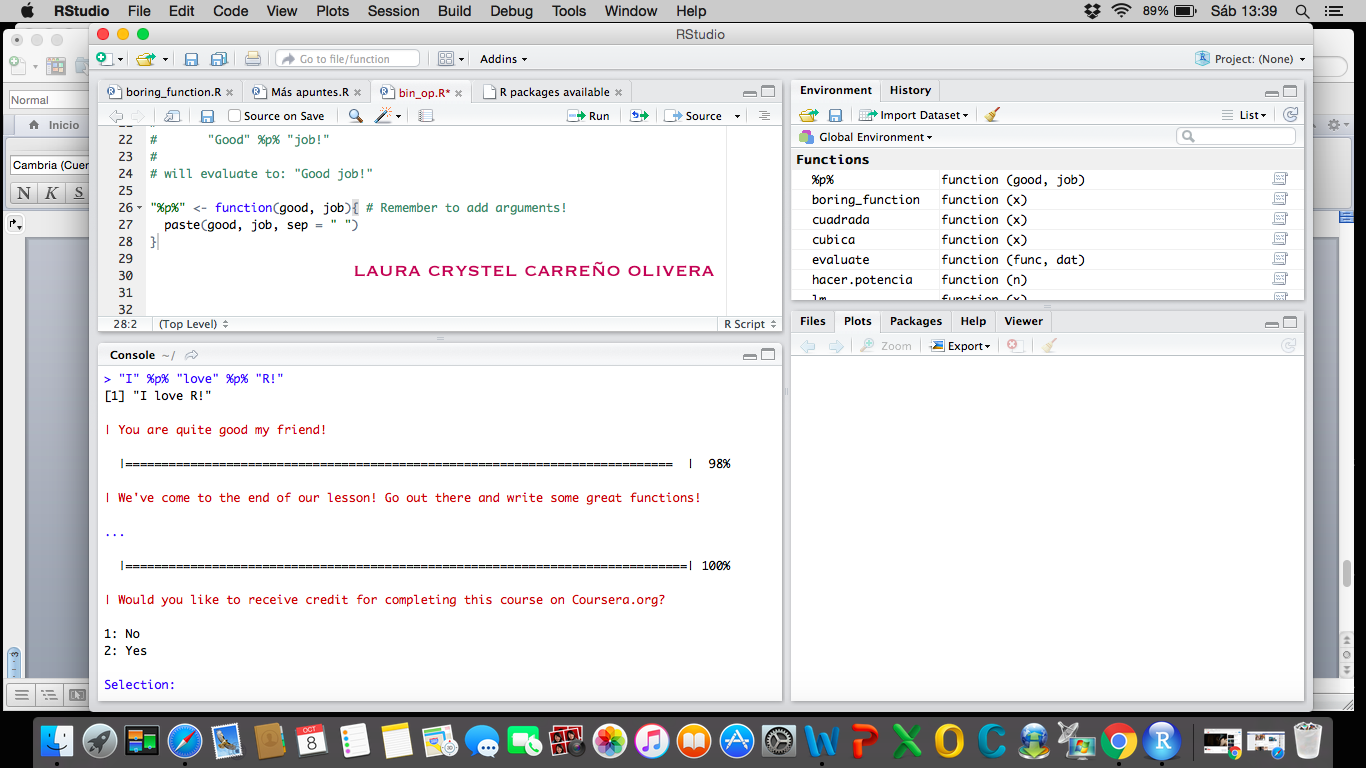 RStudio File Edit Code View Plots Session Build Debug Tools Window Help 89% Sáb 13:39
RStudio
Go to file/function Addins Project: (None)
Normal
Inicio
Cambria (Cuer
N K S
boring_function.R Más apuntes.R bin_op.R* R packages available
Source on Save Run Source
22 # "Good" %p% "job!"
23 #
24 # will evaluate to: "Good job!"
25
26 "%p%" <- function(good, job){ # Remember to add arguments!
27 paste(good, job, sep = " ")
28 }
29
30 LAURA CRYSTEL CARREÑO OLIVERA
31
32
28:2 (Top Level) R Script
Console ~/
> "I" %p% "love" %p% "R!"
[1] "I love R!"
| You are quite good my friend!
|============================================================================ | 98%
| We've come to the end of our lesson! Go out there and write some great functions!
...
|==============================================================================| 100%
| Would you like to receive credit for completing this course on Coursera.org?
1: No
2: Yes
Selection:
Environment History
Import Dataset List
Global Environment
Functions
%p% function (good, job)
boring_function function (x)
cuadrada function (x)
cubica function (x)
evaluate function (func, dat)
hacer.potencia function (n)
lm function (x)
Files Plots Packages Help Viewer
Zoom Export
OCT
8